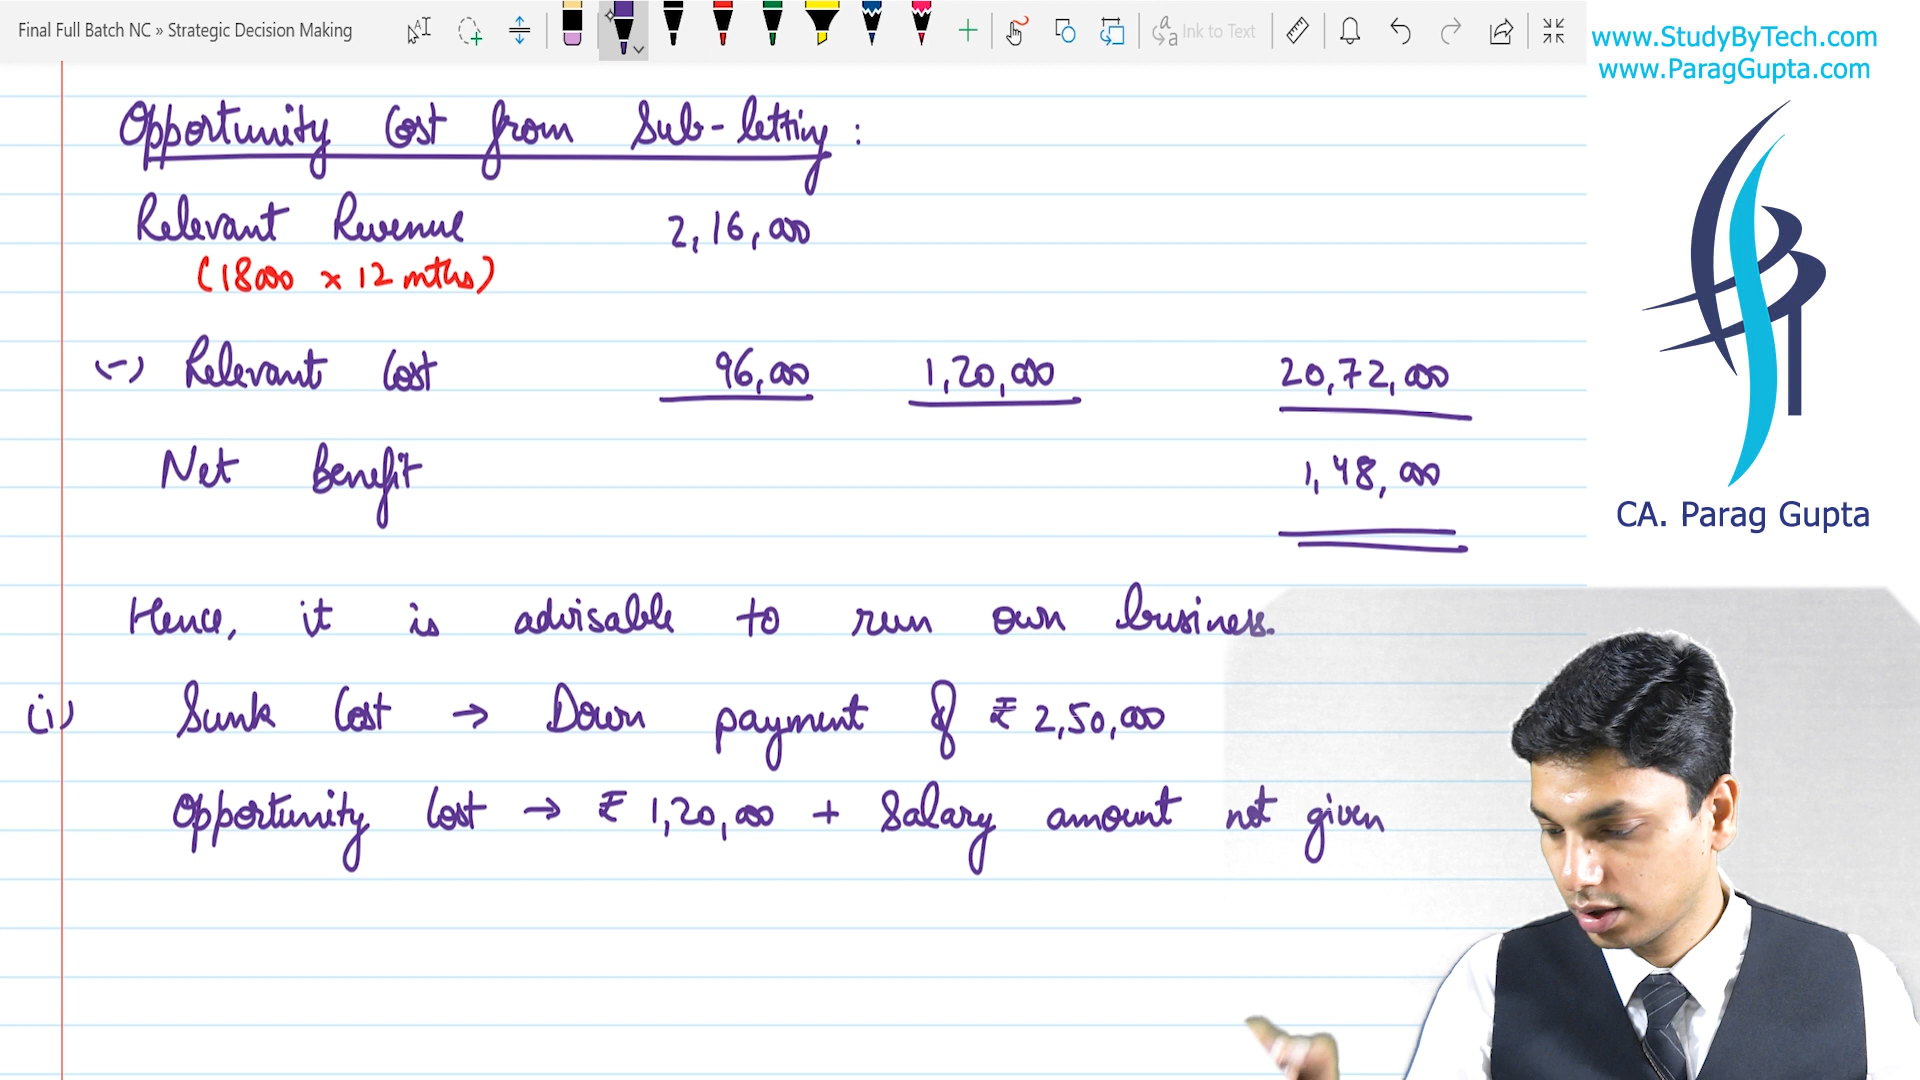 Final Full Batch NC » Strategic Decision Making
Ink to Text
www.StudyByTech.com
www.ParagGupta.com
Opportunity Cost from Sub-letting :
Relevant Revenue 2,16,000
(18000 x 12 mths)
(-) Relevant Cost 96,000 1,20,000 20,72,000
Net Benefit 1,48,000
CA. Parag Gupta
Hence, it is advisable to run own business.
(ii) Sunk Cost → Down payment of ₹ 2,50,000
Opportunity Cost → ₹ 1,20,000 + Salary amount not given